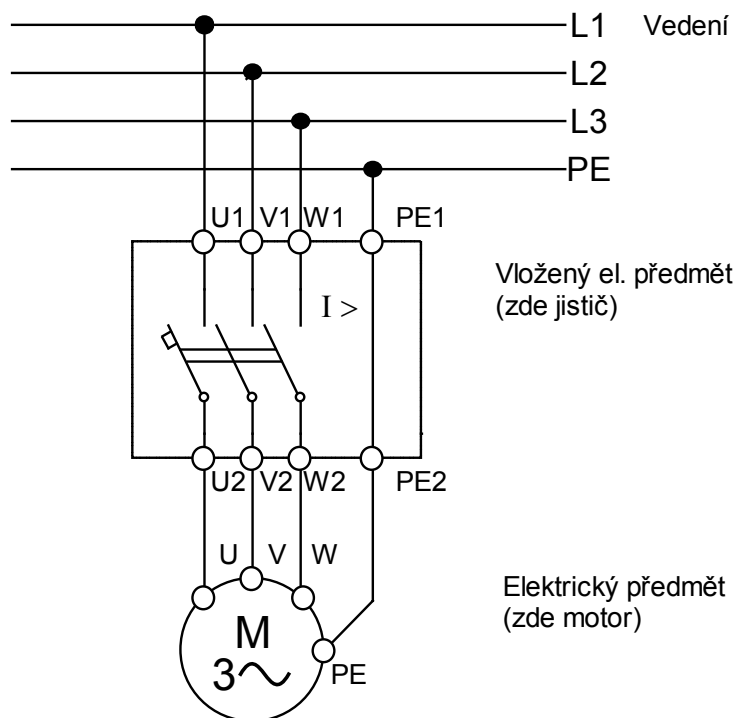 L1 Vedení
L2
L3
PE
U1 V1 W1 PE1
Vložený el. předmět
(zde jistič)
I >
U2 V2 W2 PE2
U V W
Elektrický předmět
(zde motor)
M
3
PE